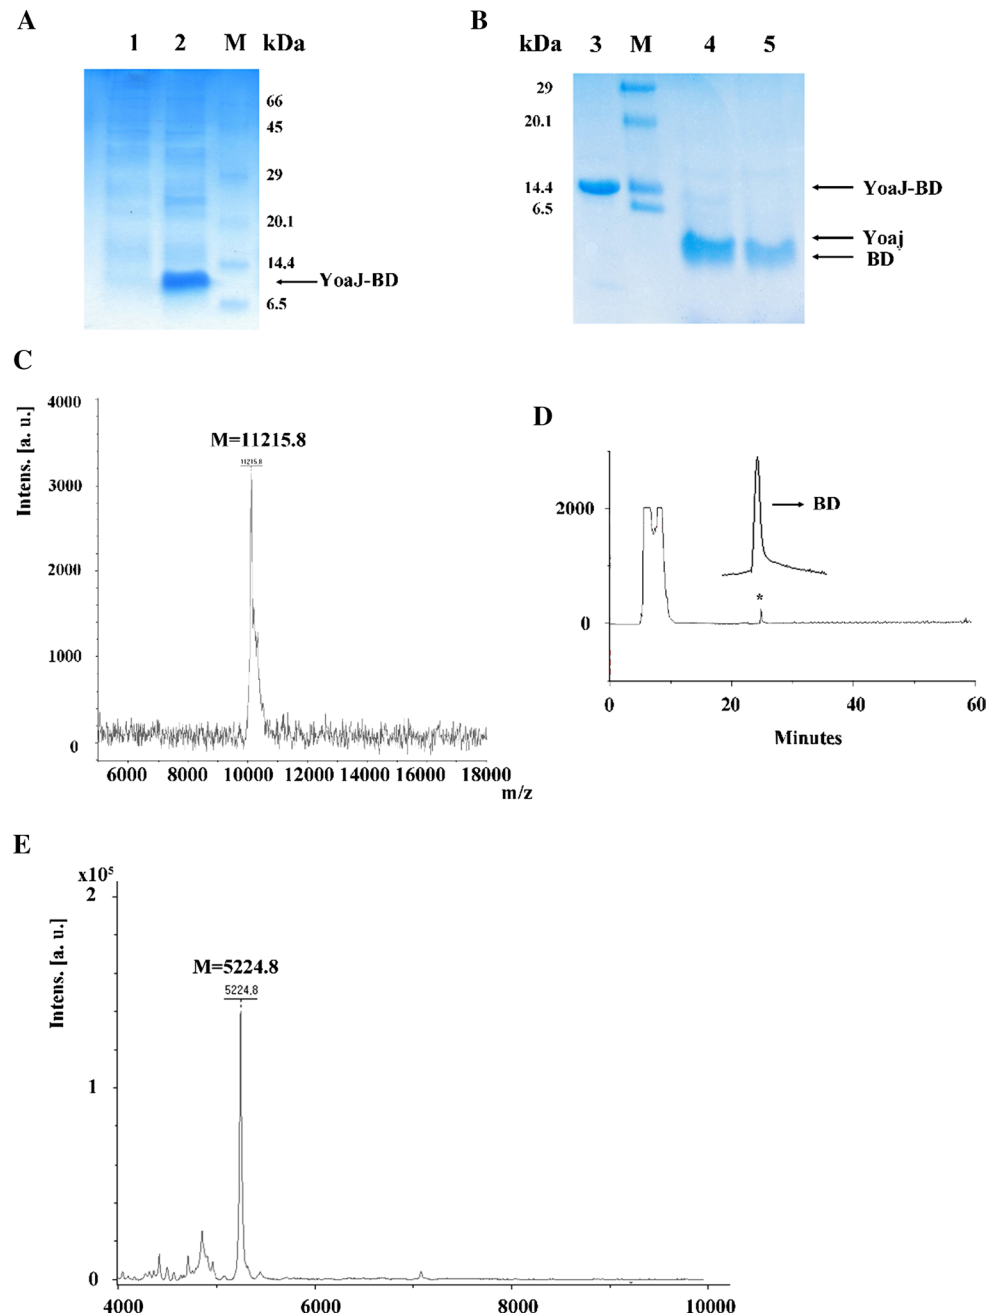 A
1 2 M kDa
66
45
29
20.1
14.4
YoaJ-BD
6.5
B
kDa 3 M 4 5
29
20.1
14.4
YoaJ-BD
6.5
Yoaj
BD
C
Intens. [a. u.]
4000
3000
2000
1000
0
M=11215.8
11215.8
6000 8000 10000 12000 14000 16000 18000
m/z
D
2000
0
BD
*
0 20 40 60
Minutes
E
x10⁵
Intens. [a. u.]
2
1
0
M=5224.8
5224.8
4000 6000 8000 10000